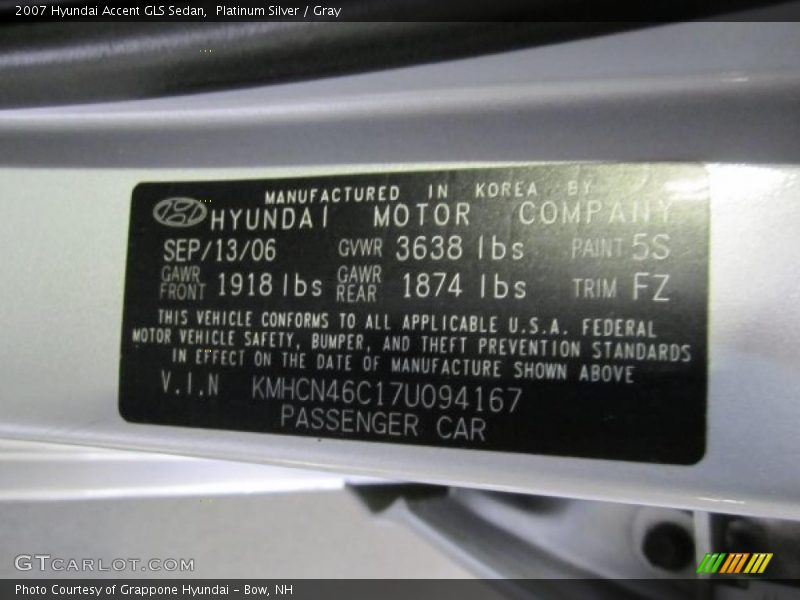 2007 Hyundai Accent GLS Sedan, Platinum Silver / Gray
MANUFACTURED IN KOREA BY
HYUNDAI MOTOR COMPANY
SEP/13/06 GVWR 3638 lbs PAINT 5S
GAWR FRONT 1918 lbs GAWR REAR 1874 lbs TRIM FZ
THIS VEHICLE CONFORMS TO ALL APPLICABLE U.S.A. FEDERAL
MOTOR VEHICLE SAFETY, BUMPER, AND THEFT PREVENTION STANDARDS
IN EFFECT ON THE DATE OF MANUFACTURE SHOWN ABOVE
V.I.N KMHCN46C17U094167
PASSENGER CAR
GTCARLOT.COM
Photo Courtesy of Grappone Hyundai - Bow, NH